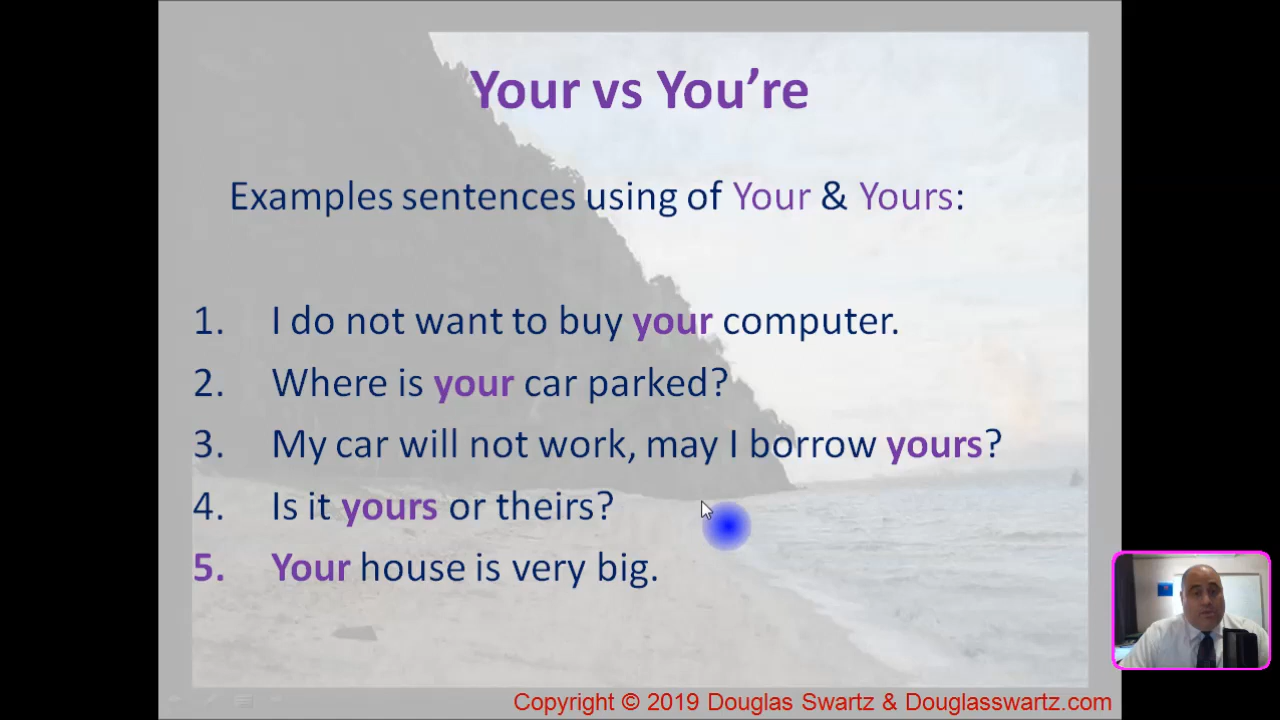 Your vs You’re
Examples sentences using of Your & Yours:
1. I do not want to buy your computer.
2. Where is your car parked?
3. My car will not work, may I borrow yours?
4. Is it yours or theirs?
5. Your house is very big.
Copyright © 2019 Douglas Swartz & Douglasswartz.com